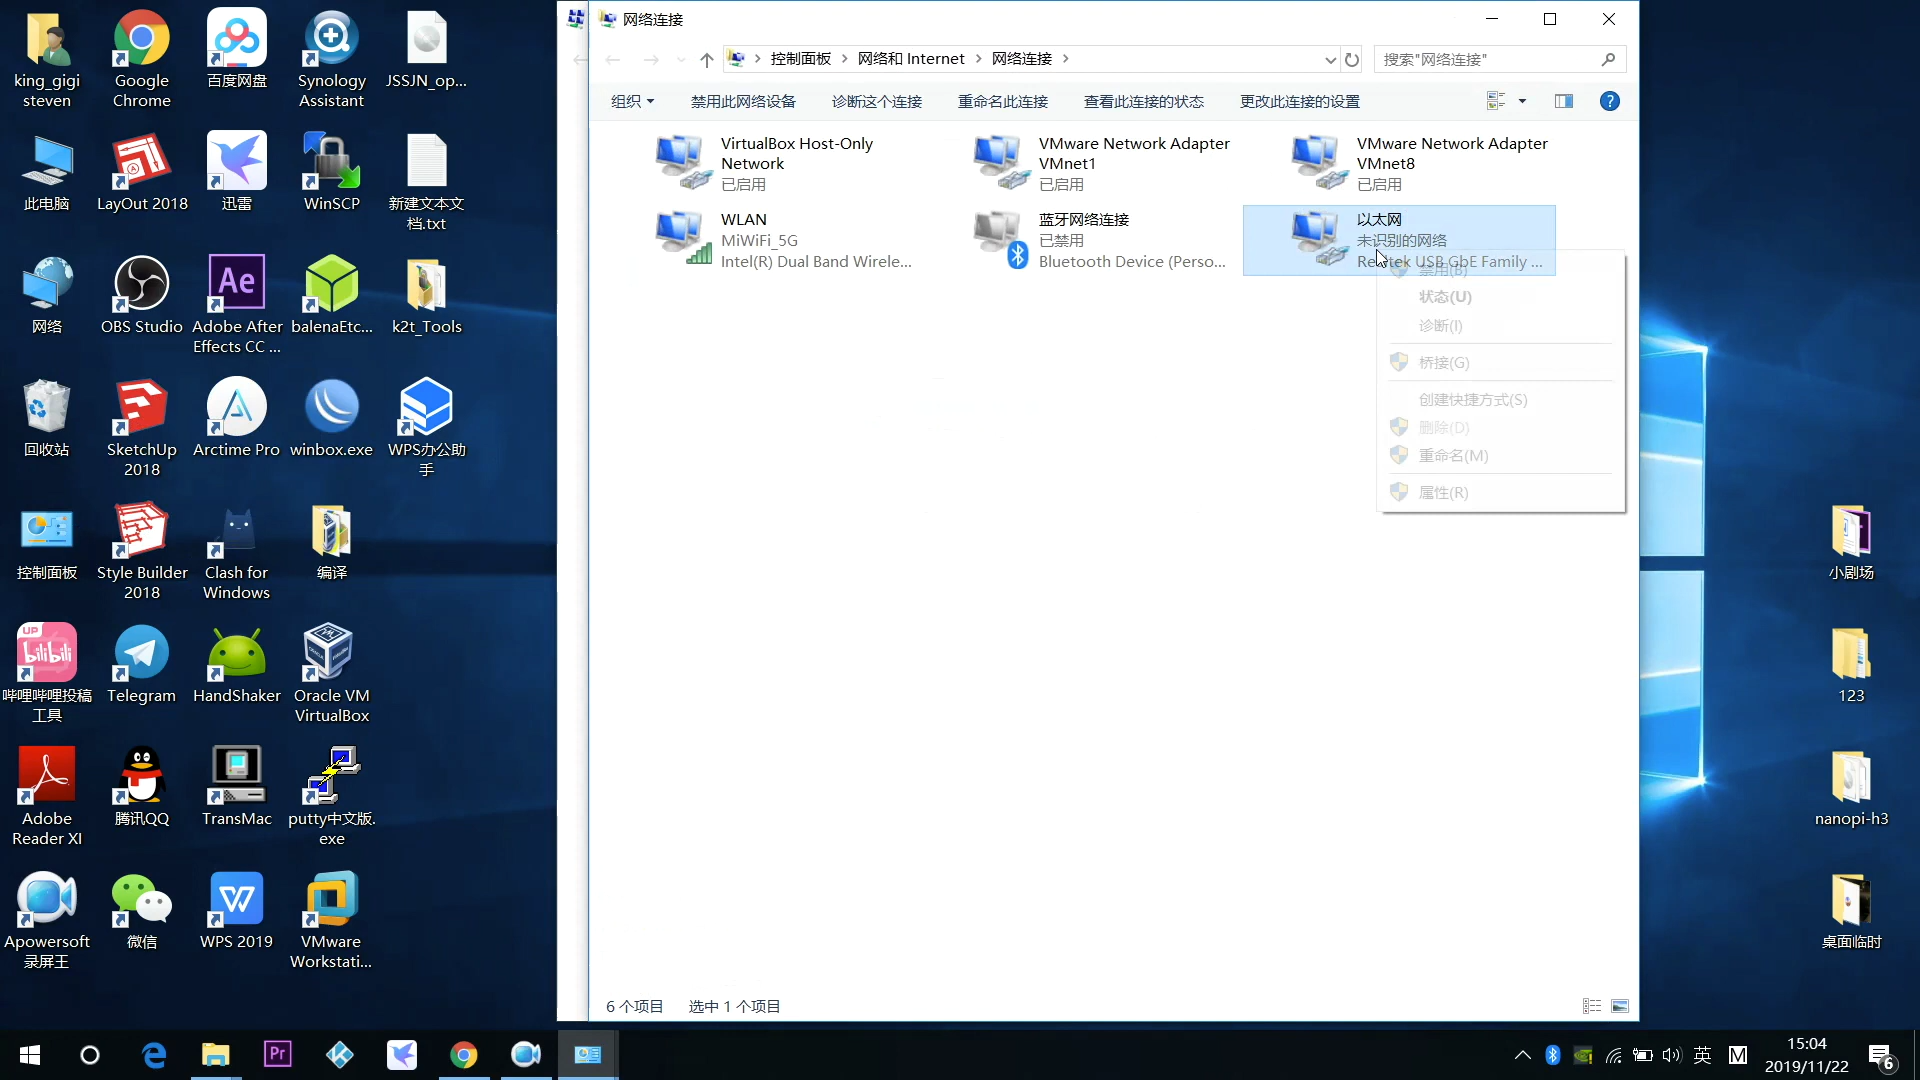 king_gigi
steven
Google
Chrome
百度网盘
Synology
Assistant
JSSJN_op...
此电脑
LayOut 2018
迅雷
WinSCP
新建文本文
档.txt
网络
OBS Studio
Ae
Adobe After
Effects CC ...
balenaEtc...
k2t_Tools
回收站
SketchUp
2018
Arctime Pro
winbox.exe
WPS办公助
手
控制面板
Style Builder
2018
Clash for
Windows
编译
UP
bilibili
哔哩哔哩投稿
工具
Telegram
HandShaker
Oracle VM
VirtualBox
Adobe
Reader XI
腾讯QQ
TransMac
putty中文版.
exe
Apowersoft
录屏王
微信
WPS 2019
VMware
Workstati...
网络连接
控制面板
网络和 Internet
网络连接
搜索"网络连接"
组织
禁用此网络设备
诊断这个连接
重命名此连接
查看此连接的状态
更改此连接的设置
VirtualBox Host-Only
Network
已启用
VMware Network Adapter
VMnet1
已启用
VMware Network Adapter
VMnet8
已启用
WLAN
MiWiFi_5G
Intel(R) Dual Band Wirele...
蓝牙网络连接
已禁用
Bluetooth Device (Perso...
以太网
未识别的网络
Realtek USB GbE Family ...
禁用(B)
状态(U)
诊断(I)
桥接(G)
创建快捷方式(S)
删除(D)
重命名(M)
属性(R)
6 个项目
选中 1 个项目
小剧场
123
nanopi-h3
桌面临时
Pr
英
M
15:04
2019/11/22
6